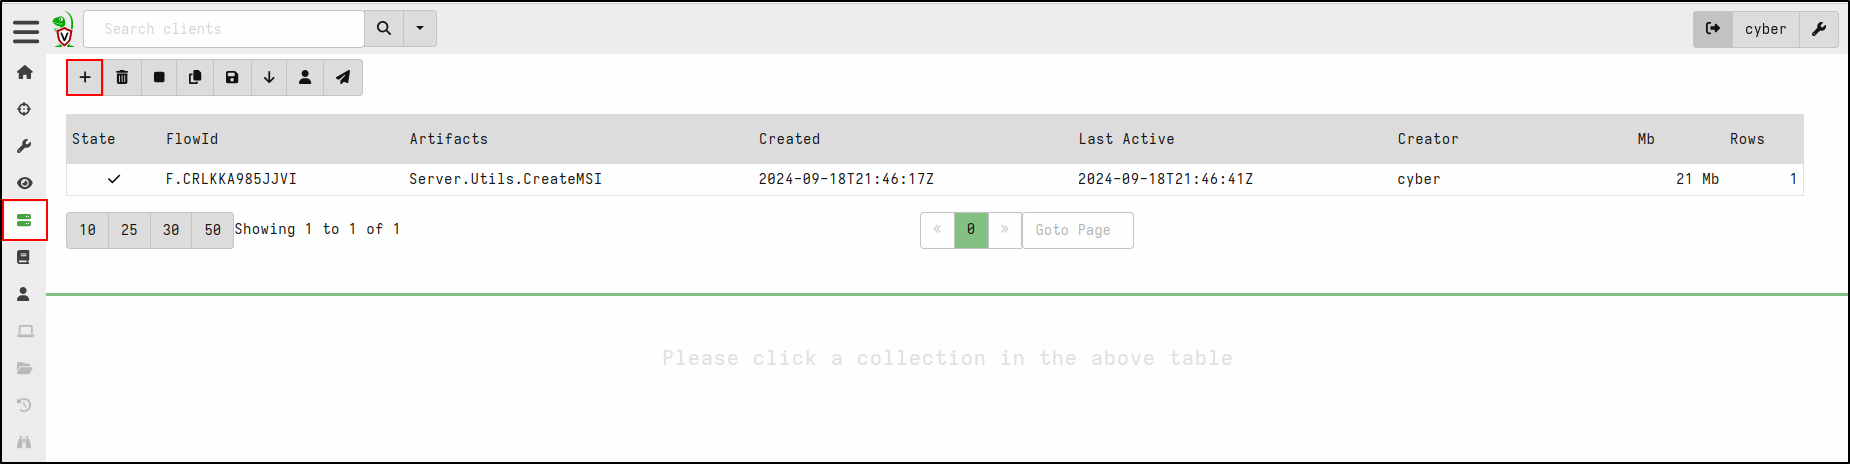 V Search clients cyber
State FlowId Artifacts Created Last Active Creator Mb Rows
F.CRLKKA985JJVI Server.Utils.CreateMSI 2024-09-18T21:46:17Z 2024-09-18T21:46:41Z cyber 21 Mb 1
10 25 30 50 Showing 1 to 1 of 1 « 0 » Goto Page
Please click a collection in the above table